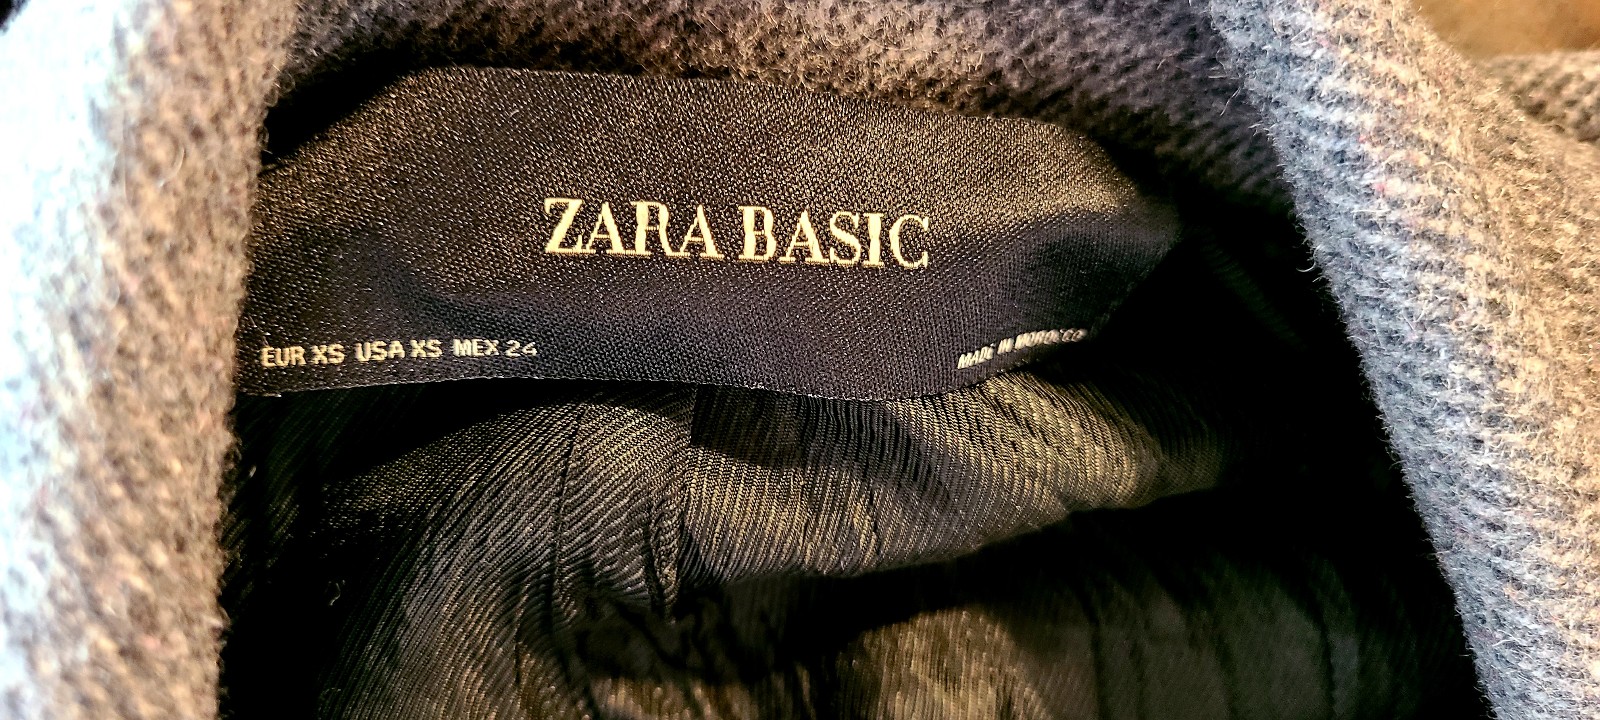 ZARA BASIC
EUR XS USA XS MEX 24
MADE IN MOROCCO